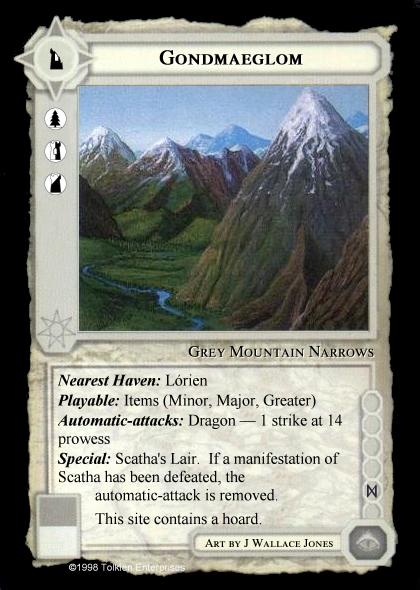 Gondmaeglom
Grey Mountain Narrows
Nearest Haven: Lórien
Playable: Items (Minor, Major, Greater)
Automatic-attacks: Dragon — 1 strike at 14
prowess
Special: Scatha's Lair. If a manifestation of
Scatha has been defeated, the
automatic-attack is removed.
This site contains a hoard.
Art by J Wallace Jones
©1998 Tolkien Enterprises